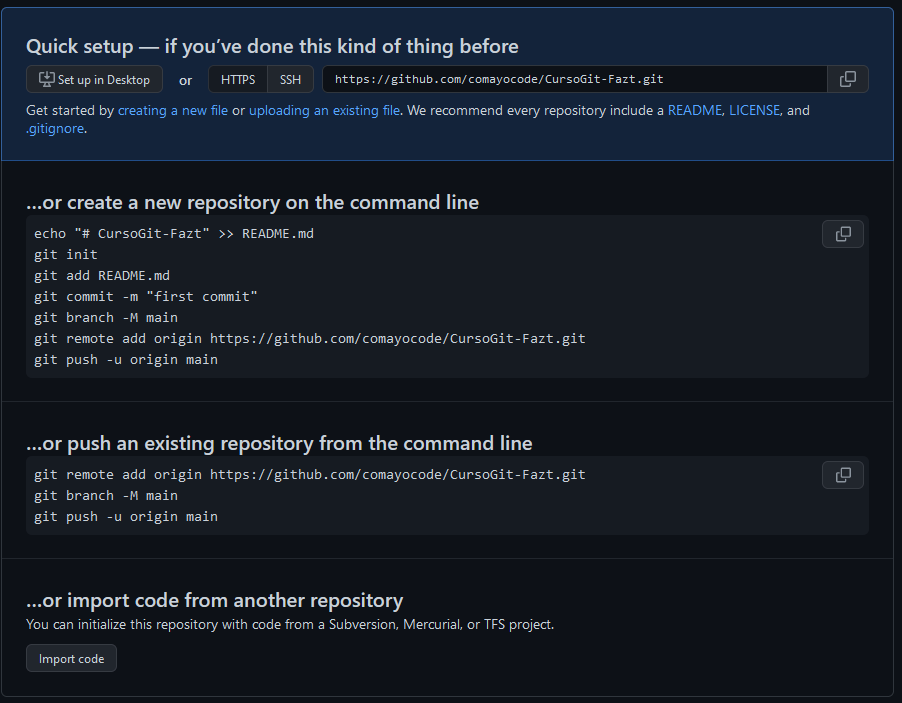 Quick setup — if you've done this kind of thing before
Set up in Desktop or HTTPS SSH https://github.com/comayocode/CursoGit-Fazt.git
Get started by creating a new file or uploading an existing file. We recommend every repository include a README, LICENSE, and
.gitignore.
…or create a new repository on the command line
echo "# CursoGit-Fazt" >> README.md
git init
git add README.md
git commit -m "first commit"
git branch -M main
git remote add origin https://github.com/comayocode/CursoGit-Fazt.git
git push -u origin main
…or push an existing repository from the command line
git remote add origin https://github.com/comayocode/CursoGit-Fazt.git
git branch -M main
git push -u origin main
…or import code from another repository
You can initialize this repository with code from a Subversion, Mercurial, or TFS project.
Import code